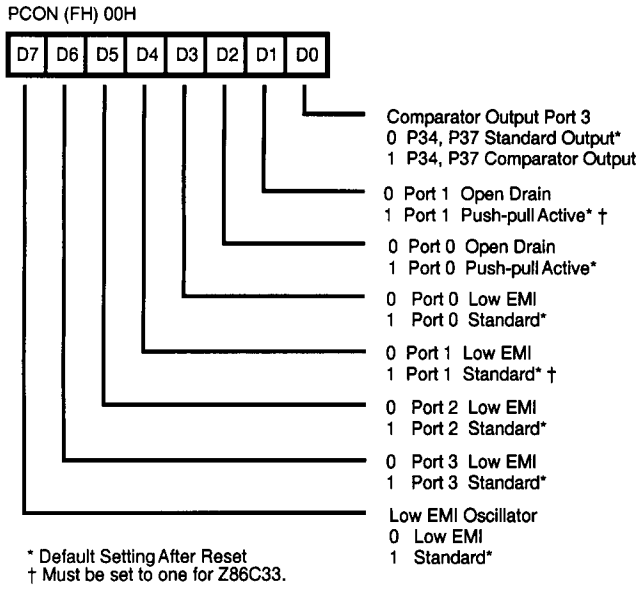 PCON (FH) 00H
D7 D6 D5 D4 D3 D2 D1 D0
Comparator Output Port 3
0 P34, P37 Standard Output*
1 P34, P37 Comparator Output
0 Port 1 Open Drain
1 Port 1 Push-pull Active* †
0 Port 0 Open Drain
1 Port 0 Push-pull Active*
0 Port 0 Low EMI
1 Port 0 Standard*
0 Port 1 Low EMI
1 Port 1 Standard* †
0 Port 2 Low EMI
1 Port 2 Standard*
0 Port 3 Low EMI
1 Port 3 Standard*
Low EMI Oscillator
0 Low EMI
1 Standard*
* Default Setting After Reset
† Must be set to one for Z86C33.